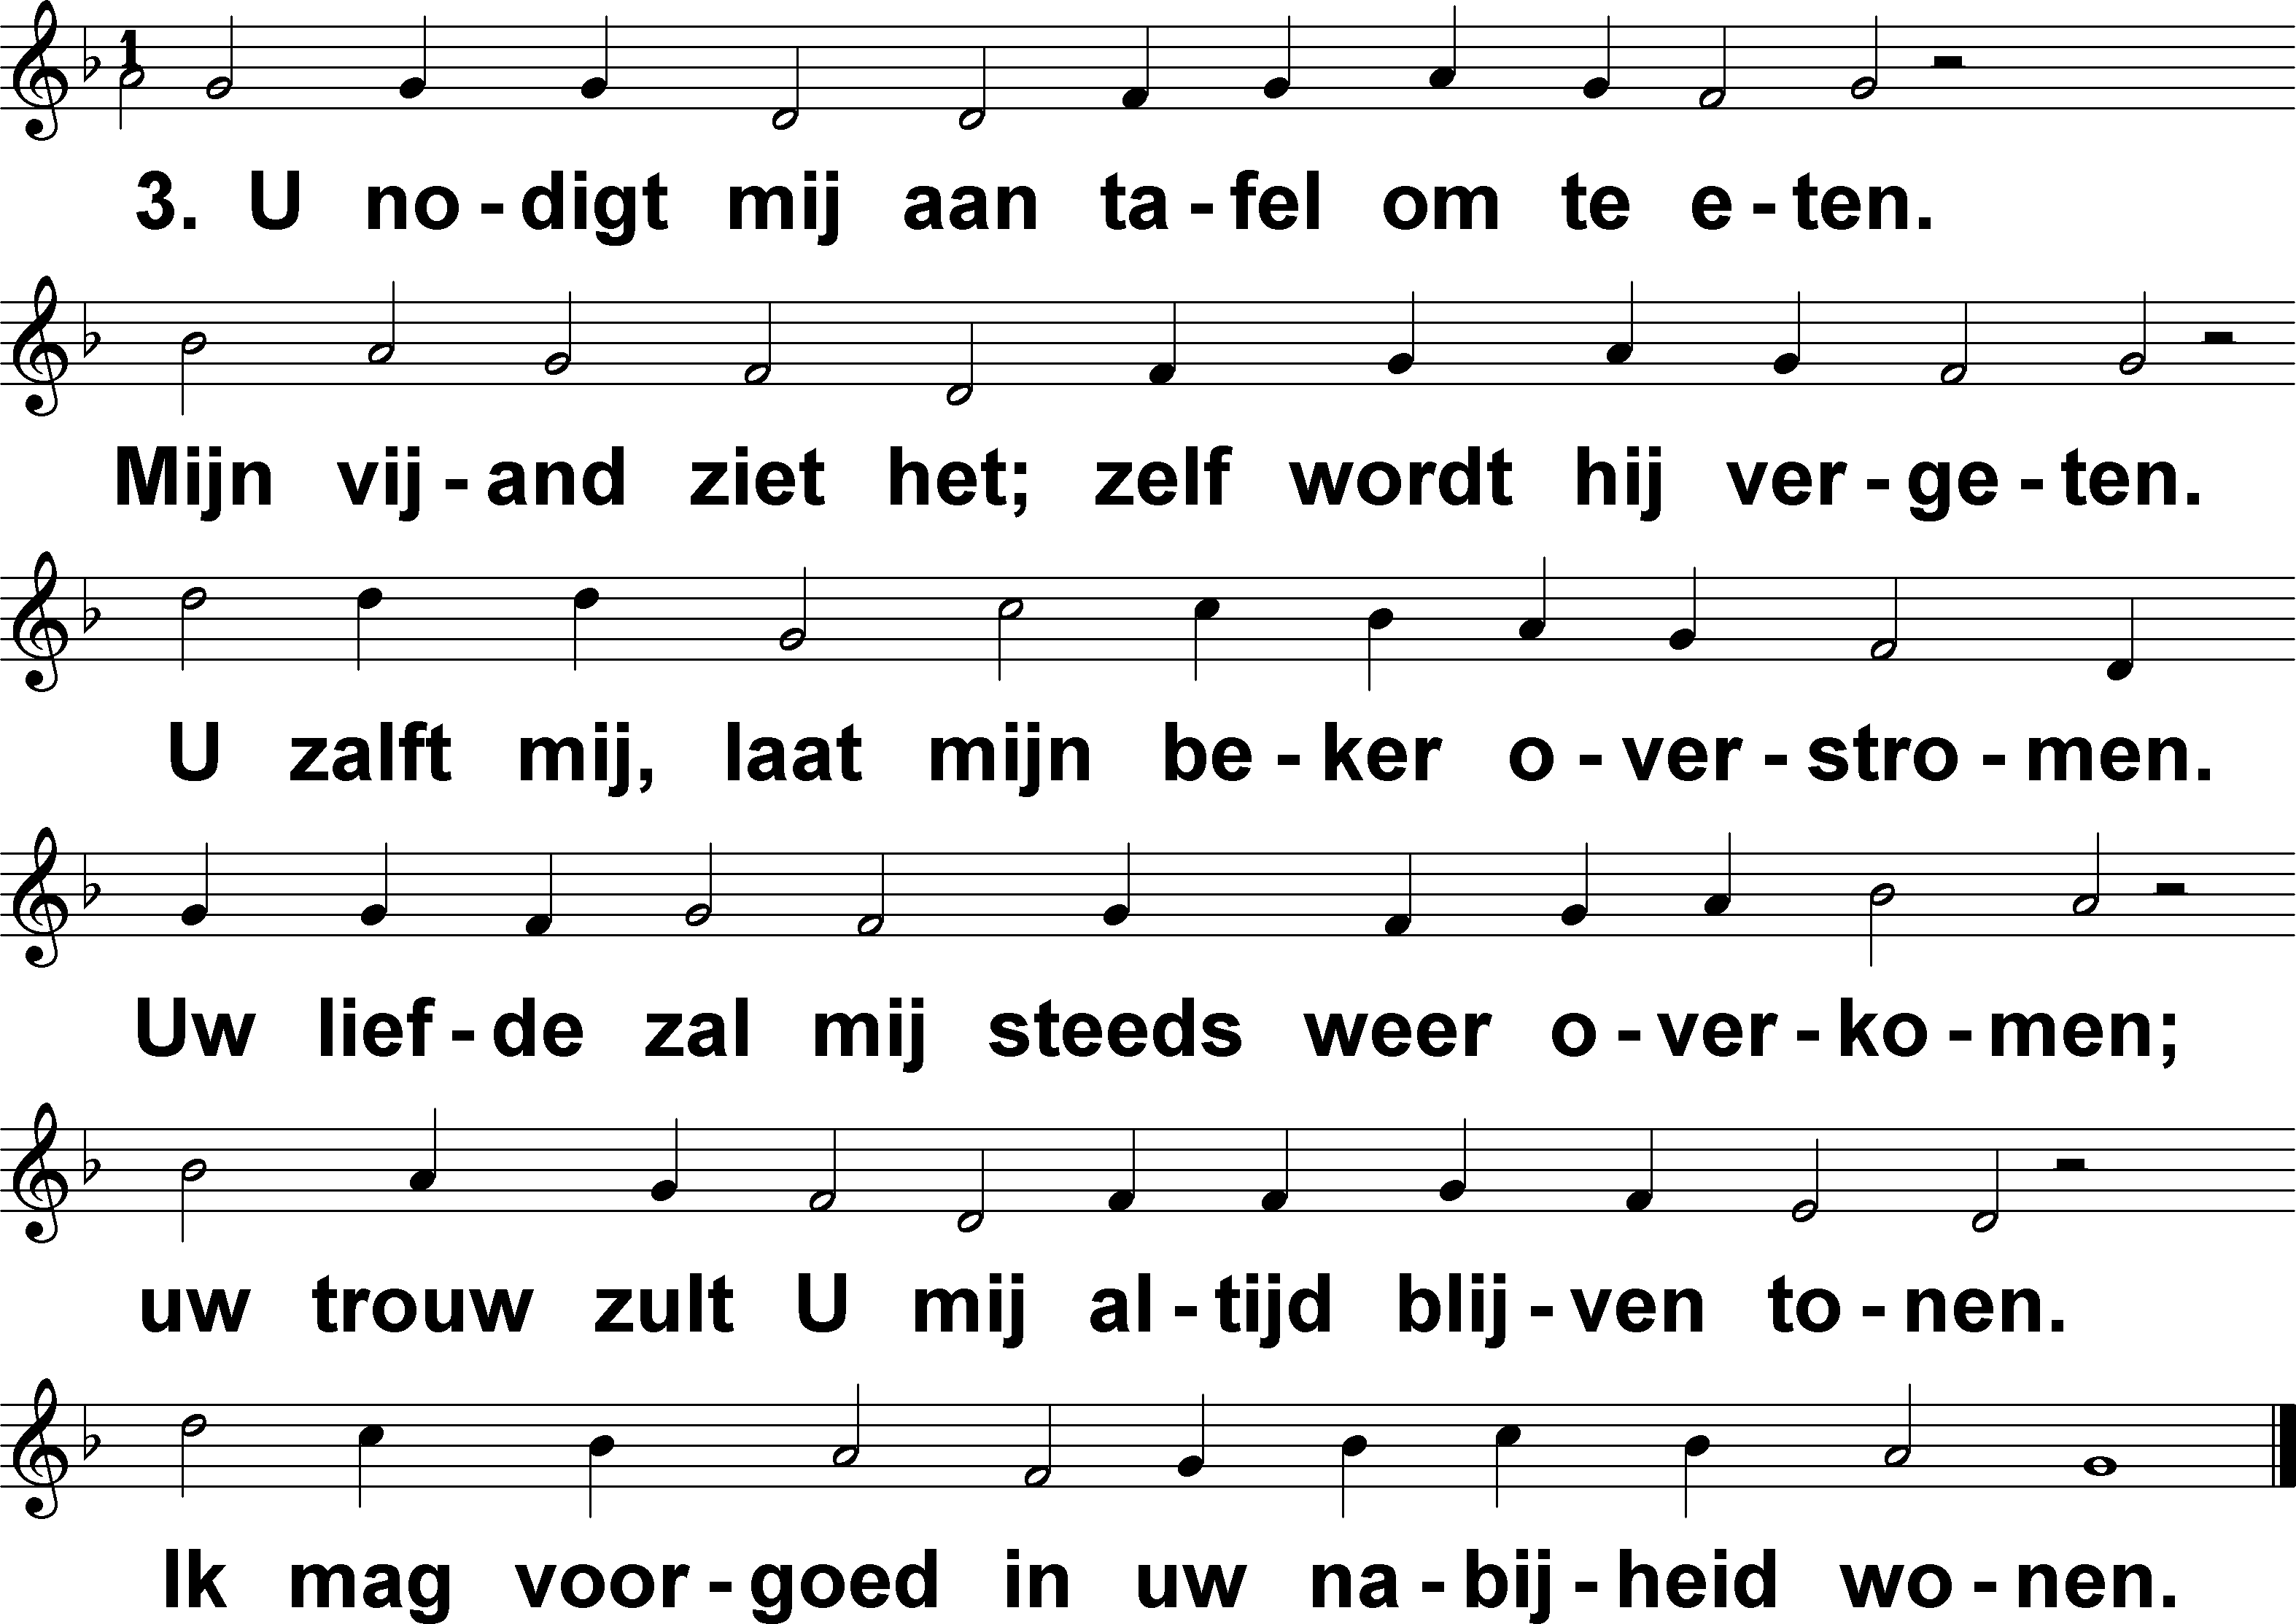 1
3. U no - digt mij aan ta - fel om te e - ten.
Mijn vij - and ziet het; zelf wordt hij ver - ge - ten.
U zalft mij, laat mijn be - ker o - ver - stro - men.
Uw lief - de zal mij steeds weer o - ver - ko - men;
uw trouw zult U mij al - tijd blij - ven to - nen.
Ik mag voor - goed in uw na - bij - heid wo - nen.